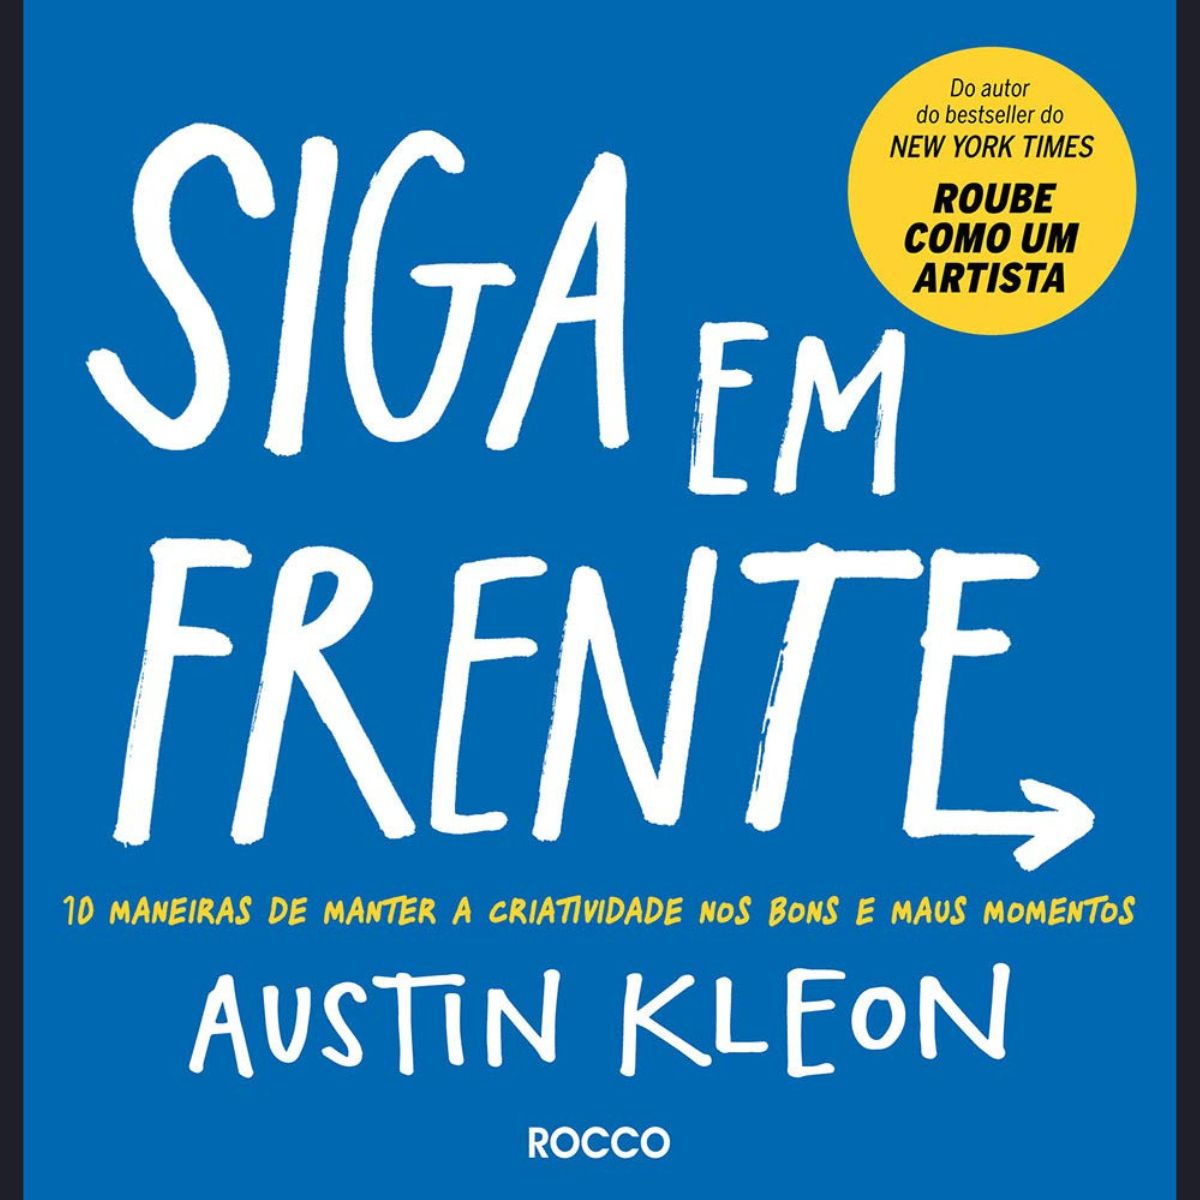 Do autor
do bestseller do
NEW YORK TIMES
ROUBE
COMO UM
ARTISTA
SIGA EM
FRENTE
10 MANEIRAS DE MANTER A CRIATIVIDADE NOS BONS E MAUS MOMENTOS
AUSTIN KLEON
ROCCO